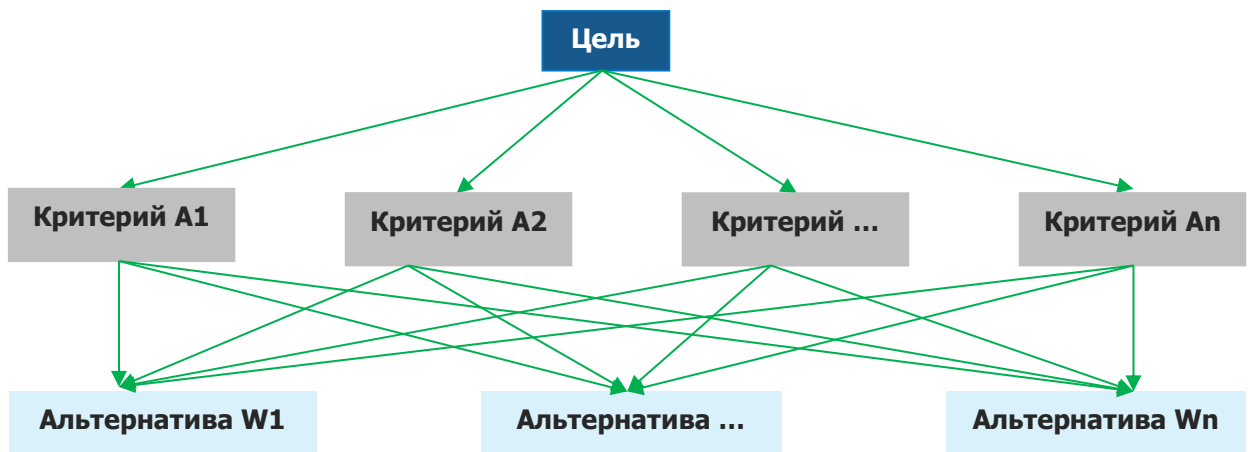 Цель
Критерий A1
Критерий A2
Критерий ...
Критерий An
Альтернатива W1
Альтернатива ...
Альтернатива Wn